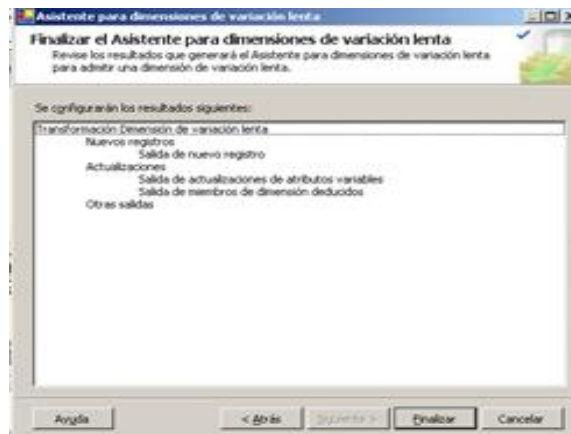 Asistente para dimensiones de variación lenta
Finalizar el Asistente para dimensiones de variación lenta
Revise los resultados que generará el Asistente para dimensiones de variación lenta
para admitir una dimensión de variación lenta.
Se configurarán los resultados siguientes:
Transformación Dimensión de variación lenta
Nuevos registros
Salida de nuevo registro
Actualizaciones
Salida de actualizaciones de atributos variables
Salida de miembros de dimensión deducidos
Otras salidas
Ayuda
< Atrás
Siguiente >
Finalizar
Cancelar